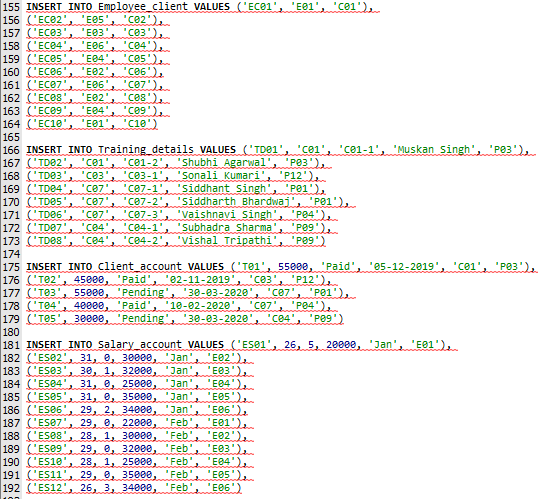 155 INSERT INTO Employee_client VALUES ('EC01', 'E01', 'C01'),
156 ('EC02', 'E05', 'C02'),
157 ('EC03', 'E03', 'C03'),
158 ('EC04', 'E06', 'C04'),
159 ('EC05', 'E04', 'C05'),
160 ('EC06', 'E02', 'C06'),
161 ('EC07', 'E06', 'C07'),
162 ('EC08', 'E02', 'C08'),
163 ('EC09', 'E04', 'C09'),
164 ('EC10', 'E01', 'C10')
165
166 INSERT INTO Training_details VALUES ('TD01', 'C01', 'C01-1', 'Muskan Singh', 'P03'),
167 ('TD02', 'C01', 'C01-2', 'Shubhi Agarwal', 'P03'),
168 ('TD03', 'C03', 'C03-1', 'Sonali Kumari', 'P12'),
169 ('TD04', 'C07', 'C07-1', 'Siddhant Singh', 'P01'),
170 ('TD05', 'C07', 'C07-2', 'Siddharth Bhardwaj', 'P01'),
171 ('TD06', 'C07', 'C07-3', 'Vaishnavi Singh', 'P04'),
172 ('TD07', 'C04', 'C04-1', 'Subhadra Sharma', 'P09'),
173 ('TD08', 'C04', 'C04-2', 'Vishal Tripathi', 'P09')
174
175 INSERT INTO Client_account VALUES ('T01', 55000, 'Paid', '05-12-2019', 'C01', 'P03'),
176 ('T02', 45000, 'Paid', '02-11-2019', 'C03', 'P12'),
177 ('T03', 55000, 'Pending', '30-03-2020', 'C07', 'P01'),
178 ('T04', 40000, 'Paid', '10-02-2020', 'C07', 'P04'),
179 ('T05', 30000, 'Pending', '30-03-2020', 'C04', 'P09')
180
181 INSERT INTO Salary_account VALUES ('ES01', 26, 5, 20000, 'Jan', 'E01'),
182 ('ES02', 31, 0, 30000, 'Jan', 'E02'),
183 ('ES03', 30, 1, 32000, 'Jan', 'E03'),
184 ('ES04', 31, 0, 25000, 'Jan', 'E04'),
185 ('ES05', 31, 0, 35000, 'Jan', 'E05'),
186 ('ES06', 29, 2, 34000, 'Jan', 'E06'),
187 ('ES07', 29, 0, 22000, 'Feb', 'E01'),
188 ('ES08', 28, 1, 30000, 'Feb', 'E02'),
189 ('ES09', 29, 0, 32000, 'Feb', 'E03'),
190 ('ES10', 28, 1, 25000, 'Feb', 'E04'),
191 ('ES11', 29, 0, 35000, 'Feb', 'E05'),
192 ('ES12', 26, 3, 34000, 'Feb', 'E06')